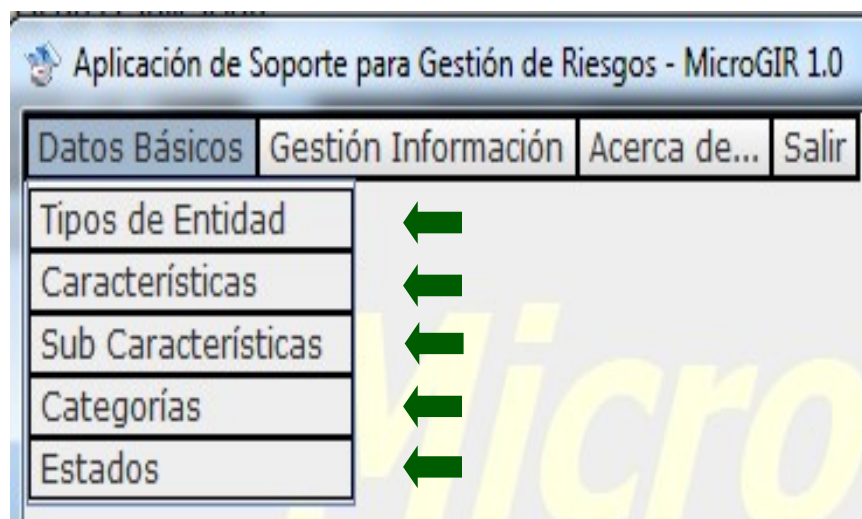 Aplicación de Soporte para Gestión de Riesgos - MicroGIR 1.0
Datos Básicos Gestión Información Acerca de... Salir
Tipos de Entidad
Características
Sub Características
Categorías
Estados
Micro